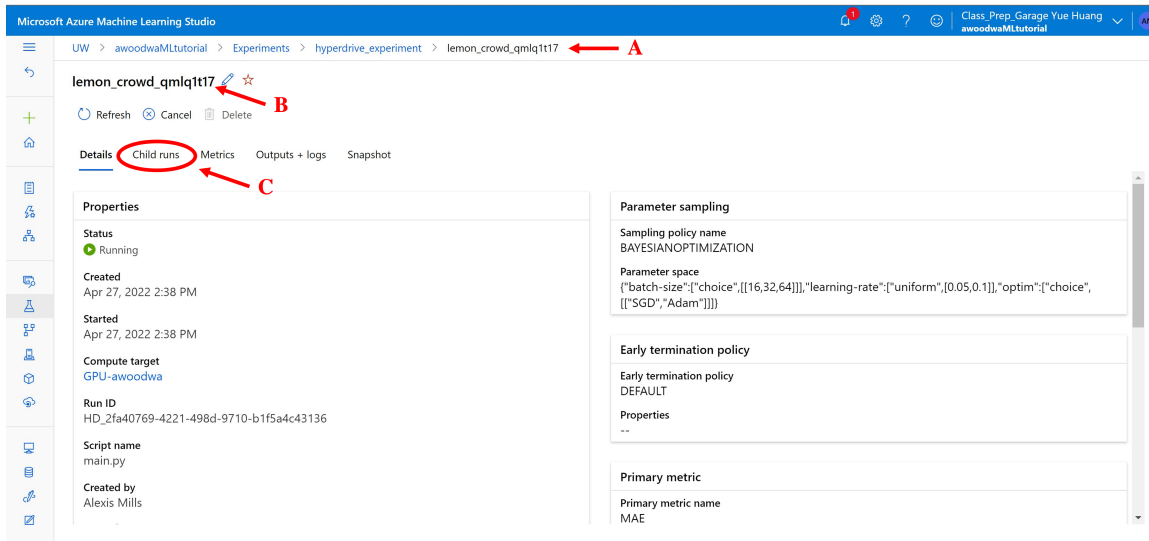 Microsoft Azure Machine Learning Studio
1
?
Class_Prep_Garage Yue Huang
awoodwaMLtutorial
UW > awoodwaMLtutorial > Experiments > hyperdrive_experiment > lemon_crowd_qmlq1t17
A
lemon_crowd_qmlq1t17
B
Refresh Cancel Delete
Details Child runs Metrics Outputs + logs Snapshot
C
Properties
Status
Running
Created
Apr 27, 2022 2:38 PM
Started
Apr 27, 2022 2:38 PM
Compute target
GPU-awoodwa
Run ID
HD_2fa40769-4221-498d-9710-b1f5a4c43136
Script name
main.py
Created by
Alexis Mills
Parameter sampling
Sampling policy name
BAYESIANOPTIMIZATION
Parameter space
{"batch-size":["choice",[[16,32,64]]],"learning-rate":["uniform",[0.05,0.1]],"optim":["choice",
[["SGD","Adam"]]]}
Early termination policy
Early termination policy
DEFAULT
Properties
--
Primary metric
Primary metric name
MAE